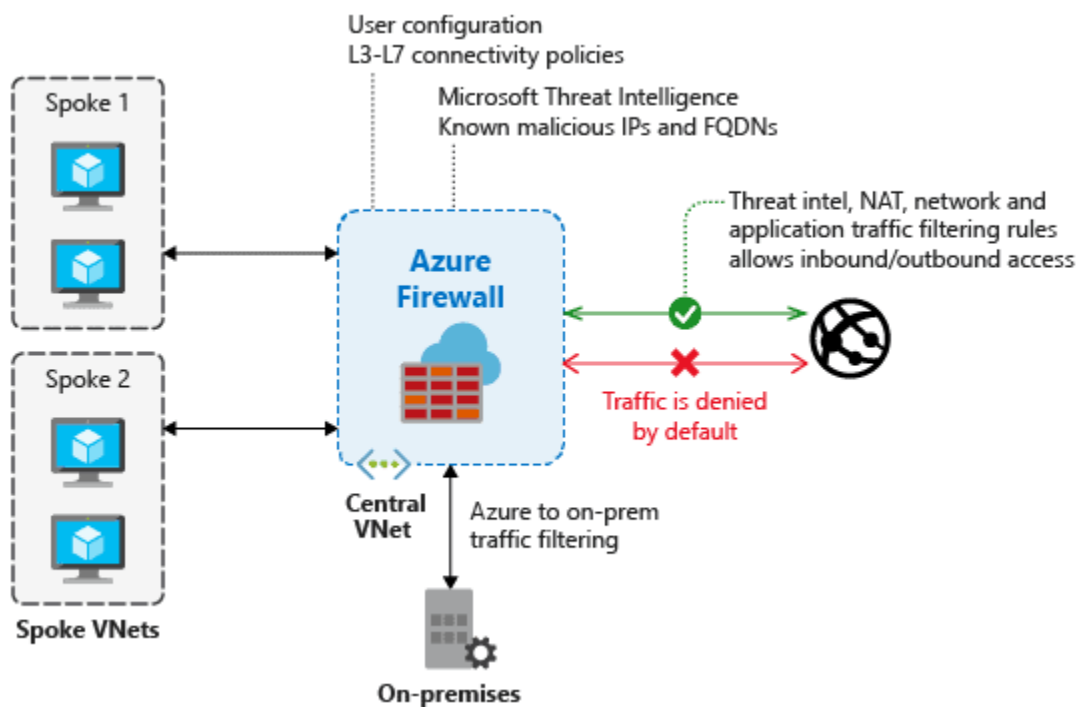 User configuration
L3-L7 connectivity policies
Microsoft Threat Intelligence
Known malicious IPs and FQDNs
Spoke 1
Threat intel, NAT, network and
application traffic filtering rules
allows inbound/outbound access
Azure
Firewall
Spoke 2
Traffic is denied
by default
Central
VNet
Azure to on-prem
traffic filtering
Spoke VNets
On-premises